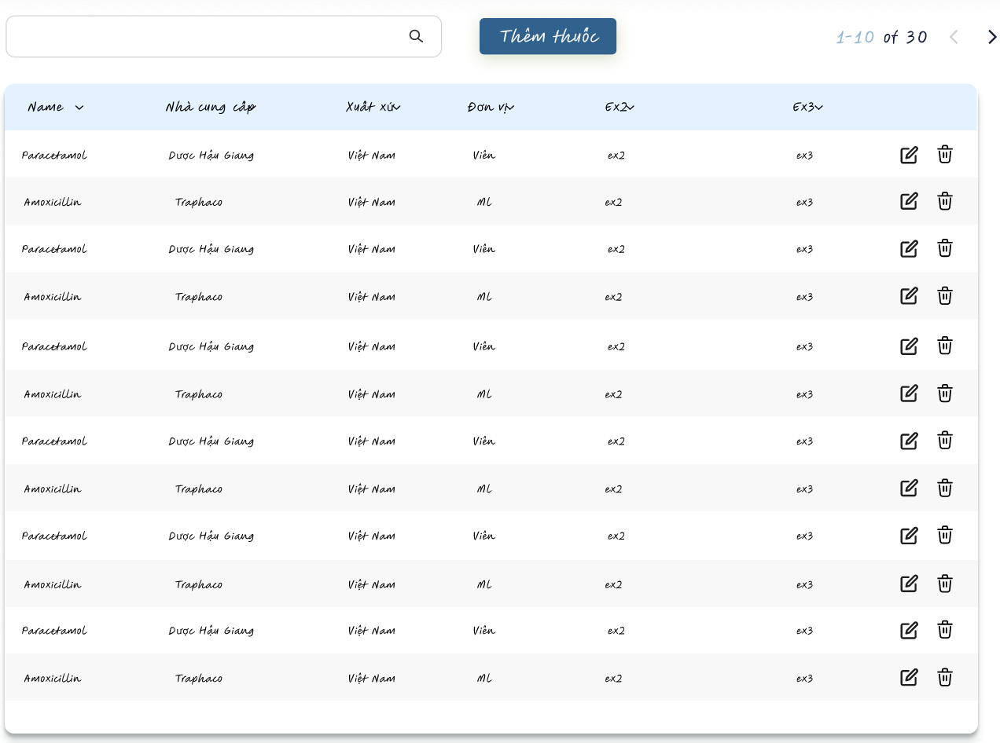 Thêm thuốc
1-10 of 30
Name Nhà cung cấp Xuất xứ Đơn vị Ex2 Ex3
Paracetamol Dược Hậu Giang Việt Nam Viên ex2 ex3
Amoxicillin Traphaco Việt Nam Ml ex2 ex3
Paracetamol Dược Hậu Giang Việt Nam Viên ex2 ex3
Amoxicillin Traphaco Việt Nam Ml ex2 ex3
Paracetamol Dược Hậu Giang Việt Nam Viên ex2 ex3
Amoxicillin Traphaco Việt Nam Ml ex2 ex3
Paracetamol Dược Hậu Giang Việt Nam Viên ex2 ex3
Amoxicillin Traphaco Việt Nam Ml ex2 ex3
Paracetamol Dược Hậu Giang Việt Nam Viên ex2 ex3
Amoxicillin Traphaco Việt Nam Ml ex2 ex3
Paracetamol Dược Hậu Giang Việt Nam Viên ex2 ex3
Amoxicillin Traphaco Việt Nam Ml ex2 ex3